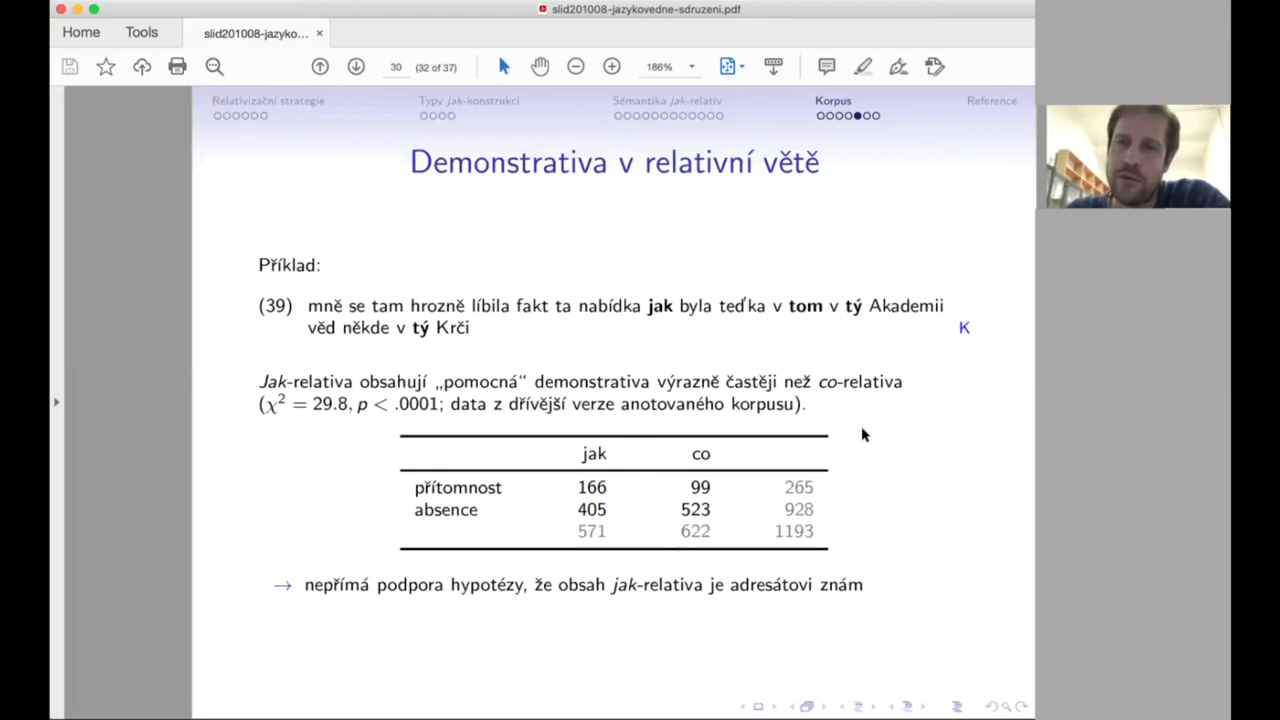 slid201008-jazykovedne-sdruzeni.pdf
Home Tools slid201008-jazyko... ×
30 (32 of 37) 186%
Relativizační strategie Typy jak-konstrukcí Sémantika jak-relativ Korpus Reference
Demonstrativa v relativní větě
Příklad:
(39) mně se tam hrozně líbila fakt ta nabídka jak byla teďka v tom v tý Akademii
věd někde v tý Krči K
Jak-relativa obsahují „pomocná“ demonstrativa výrazně častěji než co-relativa
(χ² = 29.8, p < .0001; data z dřívější verze anotovaného korpusu).
jak co
přítomnost 166 99 265
absence 405 523 928
571 622 1193
→ nepřímá podpora hypotézy, že obsah jak-relativa je adresátovi znám